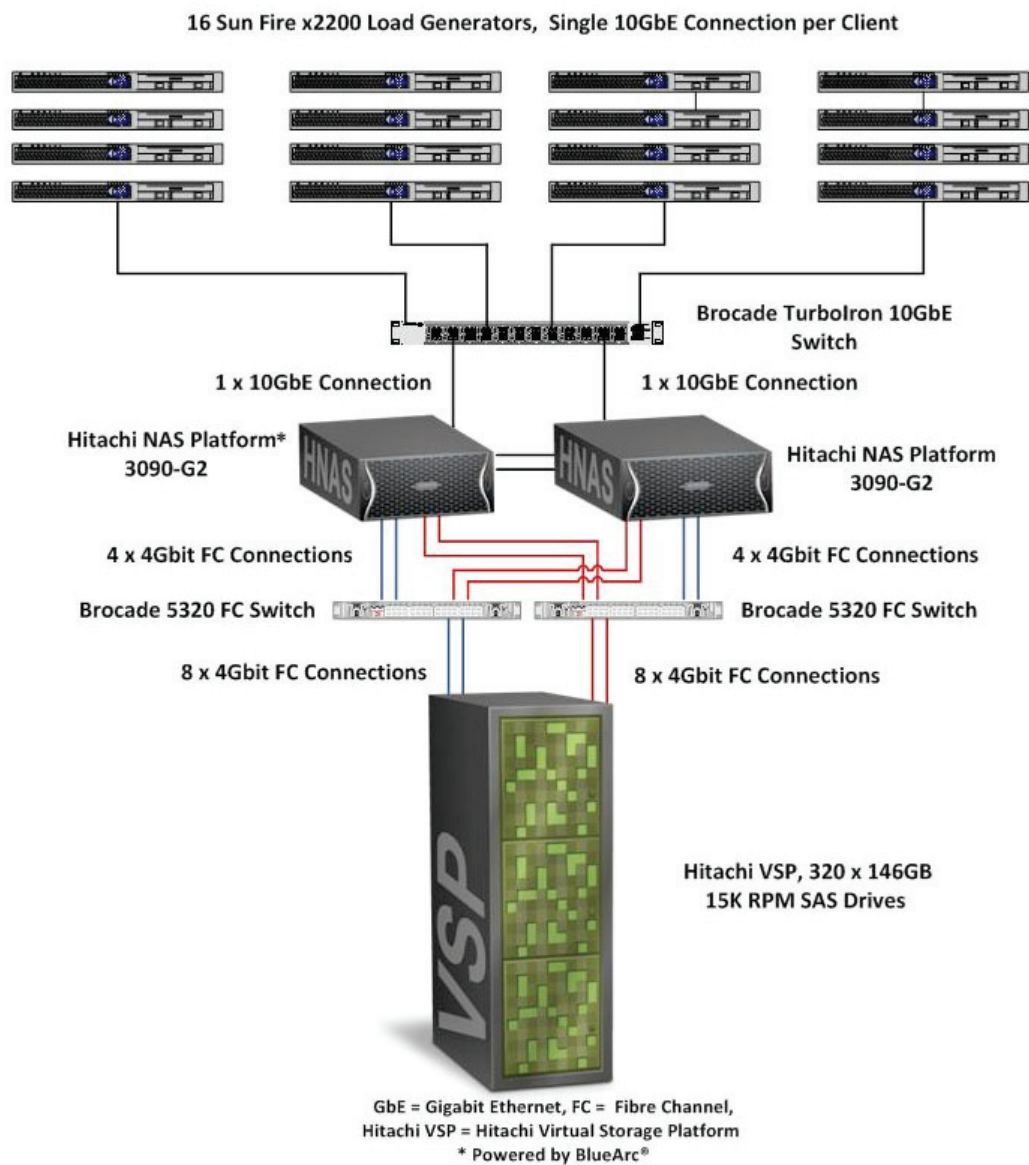 16 Sun Fire x2200 Load Generators, Single 10GbE Connection per Client
Brocade TurboIron 10GbE
Switch
1 x 10GbE Connection
1 x 10GbE Connection
Hitachi NAS Platform*
3090-G2
HNAS
HNAS
Hitachi NAS Platform
3090-G2
4 x 4Gbit FC Connections
4 x 4Gbit FC Connections
Brocade 5320 FC Switch
Brocade 5320 FC Switch
8 x 4Gbit FC Connections
8 x 4Gbit FC Connections
VSP
Hitachi VSP, 320 x 146GB
15K RPM SAS Drives
GbE = Gigabit Ethernet, FC = Fibre Channel,
Hitachi VSP = Hitachi Virtual Storage Platform
* Powered by BlueArc®